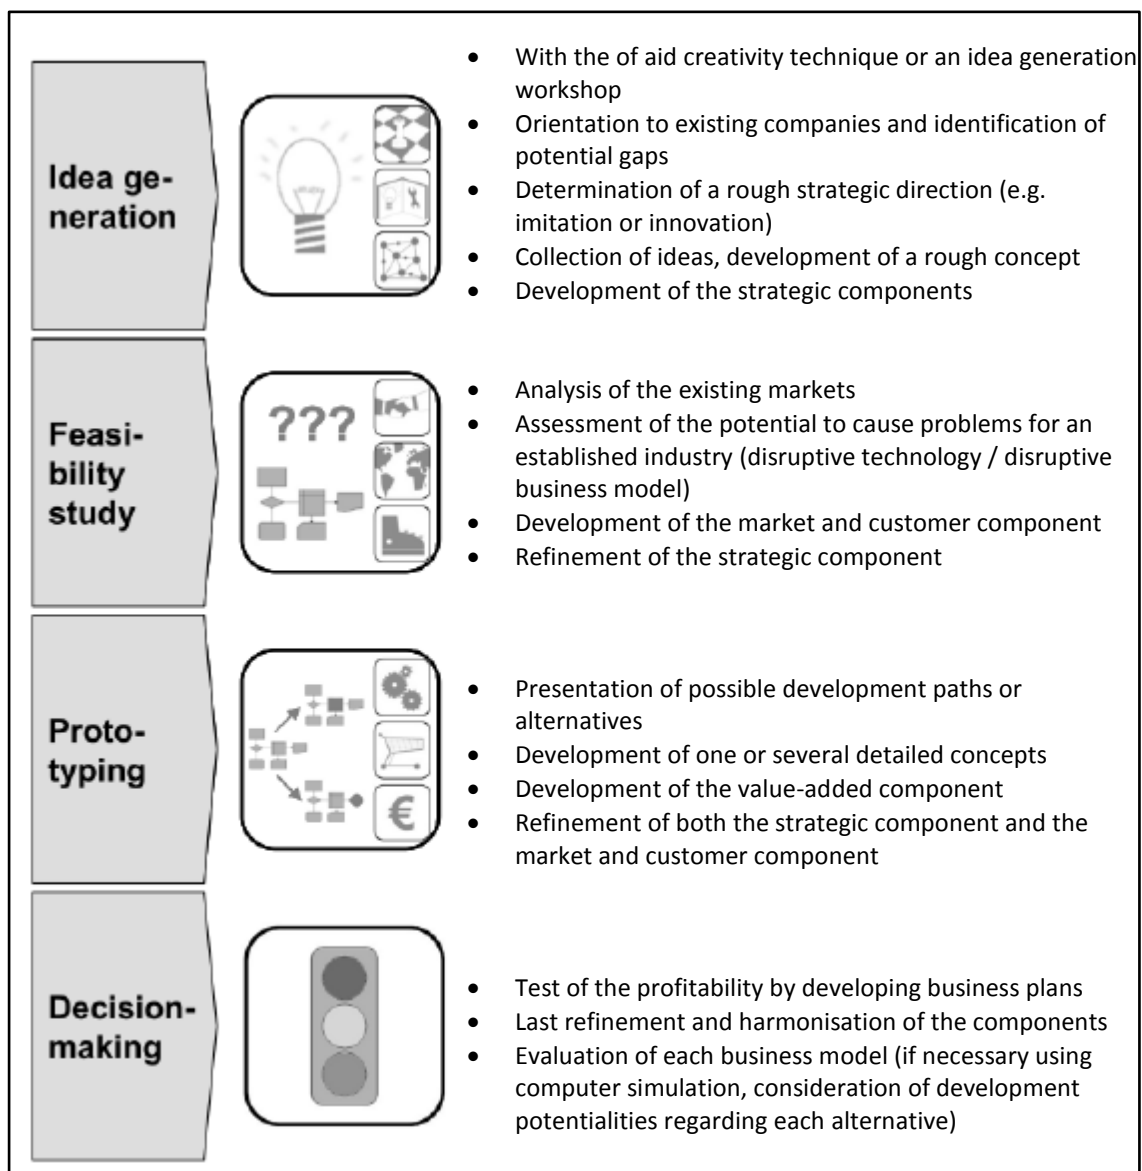 Idea ge-
neration
• With the of aid creativity technique or an idea generation
workshop
• Orientation to existing companies and identification of
potential gaps
• Determination of a rough strategic direction (e.g.
imitation or innovation)
• Collection of ideas, development of a rough concept
• Development of the strategic components
Feasi-
bility
study
???
• Analysis of the existing markets
• Assessment of the potential to cause problems for an
established industry (disruptive technology / disruptive
business model)
• Development of the market and customer component
• Refinement of the strategic component
Proto-
typing
€
• Presentation of possible development paths or
alternatives
• Development of one or several detailed concepts
• Development of the value-added component
• Refinement of both the strategic component and the
market and customer component
Decision-
making
• Test of the profitability by developing business plans
• Last refinement and harmonisation of the components
• Evaluation of each business model (if necessary using
computer simulation, consideration of development
potentialities regarding each alternative)